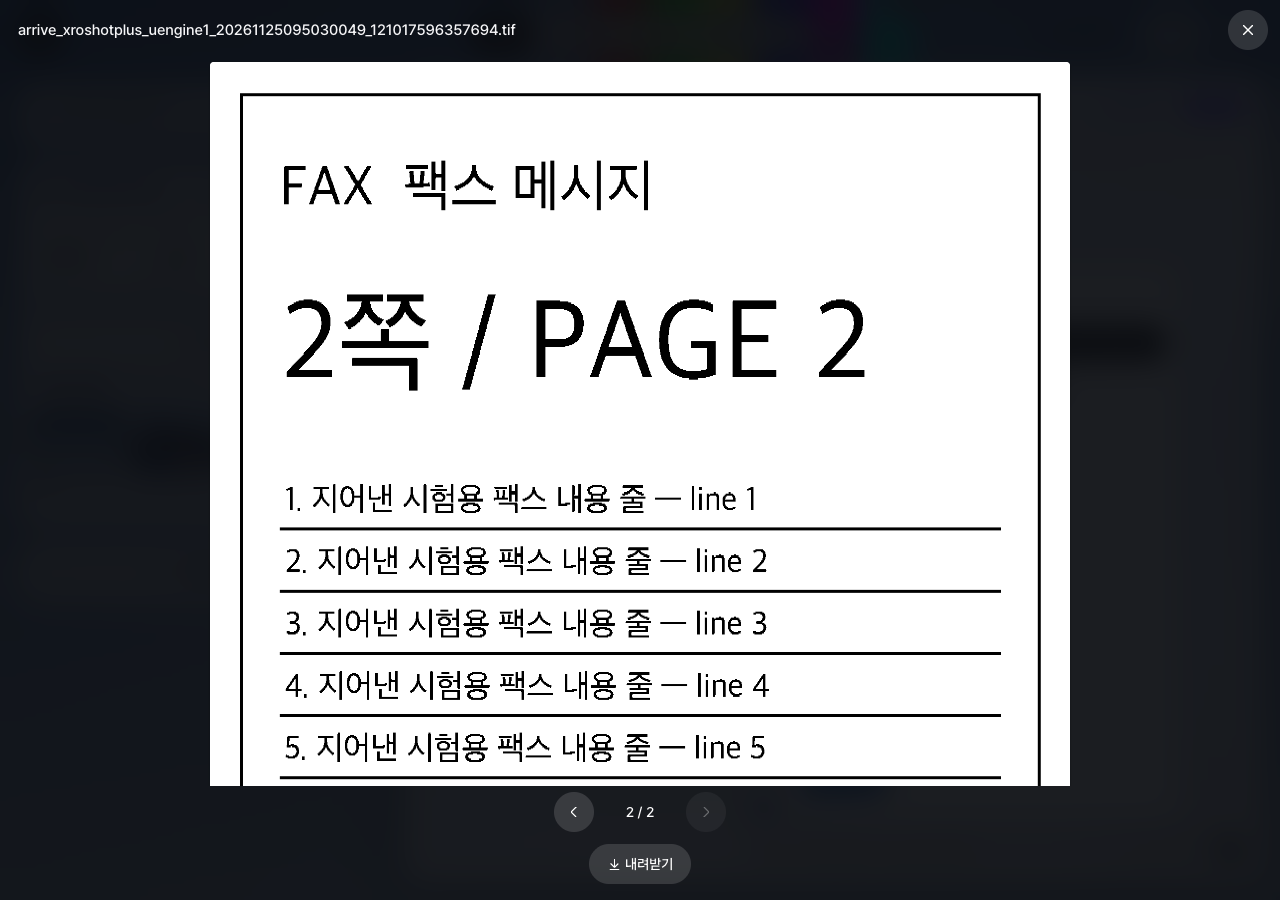 arrive_xroshotplus_uengine1_20261125095030049_121017596357694.tif
FAX 팩스 메시지
2쪽 / PAGE 2
1. 지어낸 시험용 팩스 내용 줄 — line 1
2. 지어낸 시험용 팩스 내용 줄 — line 2
3. 지어낸 시험용 팩스 내용 줄 — line 3
4. 지어낸 시험용 팩스 내용 줄 — line 4
5. 지어낸 시험용 팩스 내용 줄 — line 5
2 / 2
내려받기